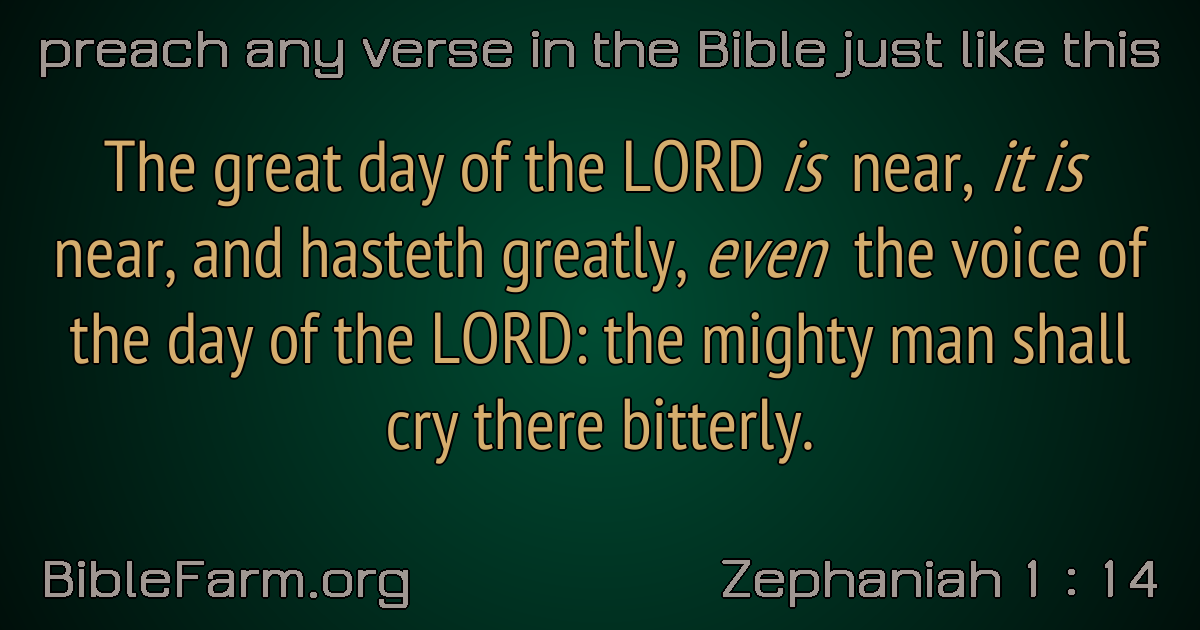 preach any verse in the Bible just like this
The great day of the LORD is near, it is
near, and hasteth greatly, even the voice of
the day of the LORD: the mighty man shall
cry there bitterly.
BibleFarm.org
Zephaniah 1 : 14